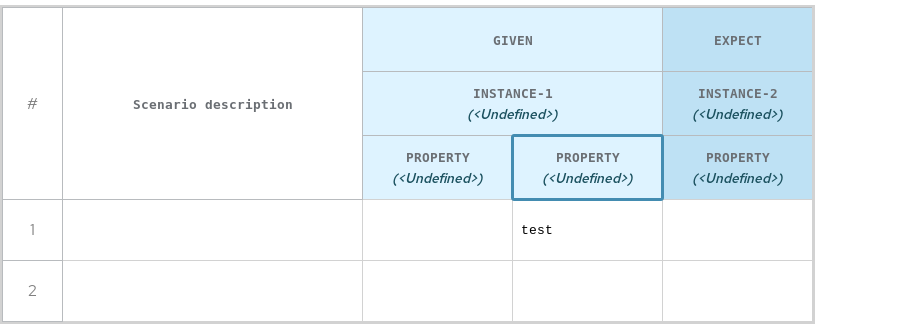 GIVEN
EXPECT
#
Scenario description
INSTANCE-1
(<Undefined>)
INSTANCE-2
(<Undefined>)
PROPERTY
(<Undefined>)
PROPERTY
(<Undefined>)
PROPERTY
(<Undefined>)
1
test
2